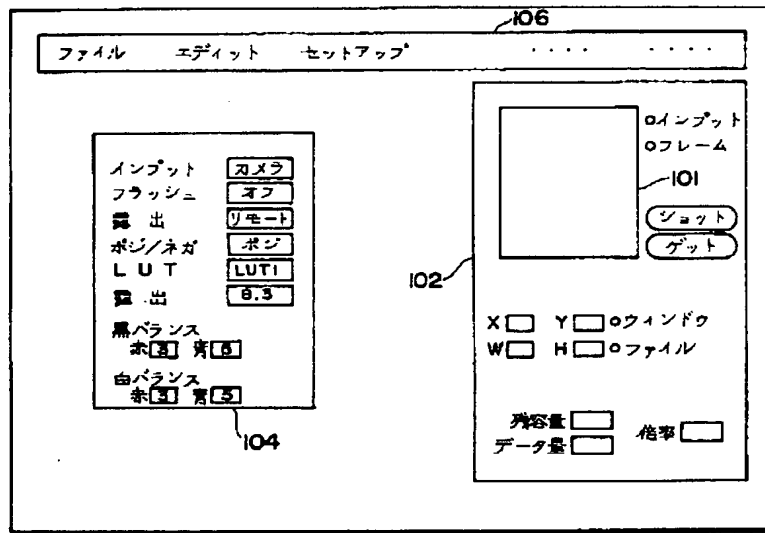 106
ファイル エディット セットアップ ‥‥ ‥‥
インプット カメラ
フラッシュ オフ
露出 リモート
ポジ/ネガ ポジ
LUT LUT1
露出 8.3
黒バランス
赤 3 青
白バランス
赤 3 青 3
104
101
102
○インプット
○フレーム
ショット
ゲット
X Y ○ウィンドウ
W H ○ファイル
残容量
データ量
倍率